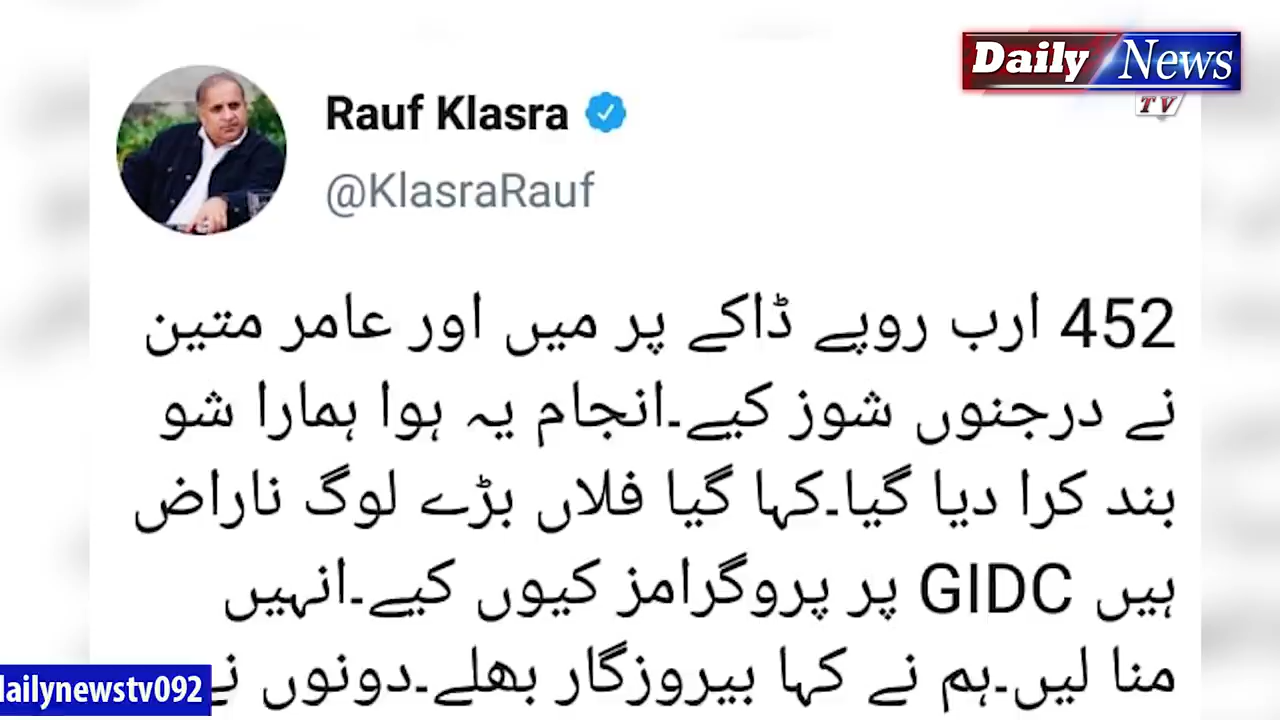 Daily News
TV
Rauf Klasra
@KlasraRauf
452 ارب روپے ڈاکے پر میں اور عامر متین
نے درجنوں شوز کیے۔انجام یہ ہوا ہمارا شو
بند کرا دیا گیا۔کہا گیا فلاں بڑے لوگ ناراض
ہیں GIDC پر پروگرامز کیوں کیے۔انہیں
منا لیں۔ہم نے کہا بیروزگار بھلے۔دونوں نے
dailynewstv092